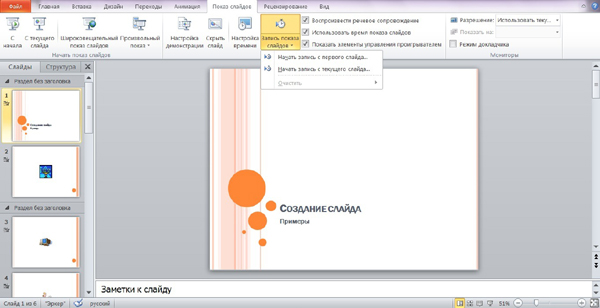 Файл Главная Вставка Дизайн Переходы Анимация Показ слайдов Рецензирование Вид
С начала
С текущего слайда
Широковещательный показ слайдов
Произвольный показ
Настройка демонстрации
Скрыть слайд
Настройка времени
Запись показа слайдов
Воспроизвести речевое сопровождение
Использовать время показа слайдов
Показать элементы управления проигрывателем
Разрешение: Использовать теку...
Показать на:
Режим докладчика
Начать показ слайдов
Мониторы
Начать запись с первого слайда...
Начать запись с текущего слайда...
Очистить
Слайды Структура
Раздел без заголовка
1
2
Раздел без заголовка
3
4
СОЗДАНИЕ СЛАЙДА
Примеры
Заметки к слайду
Слайд 1 из 6 "Эркер" русский 51%